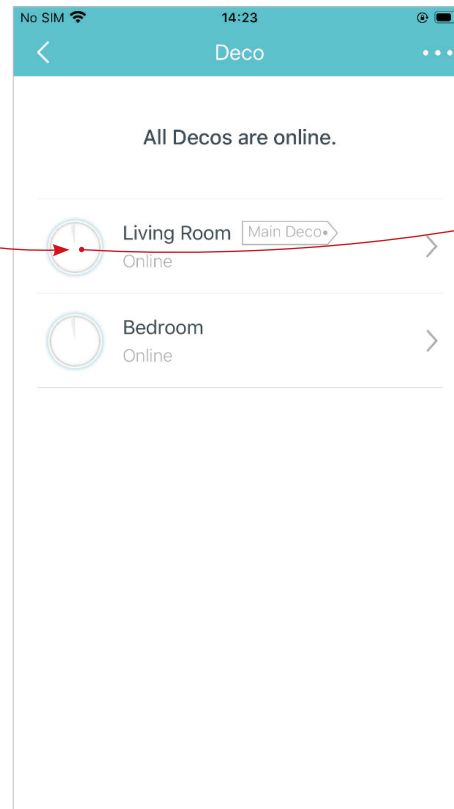 No SIM 14:23
Deco
All Decos are online.
Living Room Main Deco
Online
Bedroom
Online